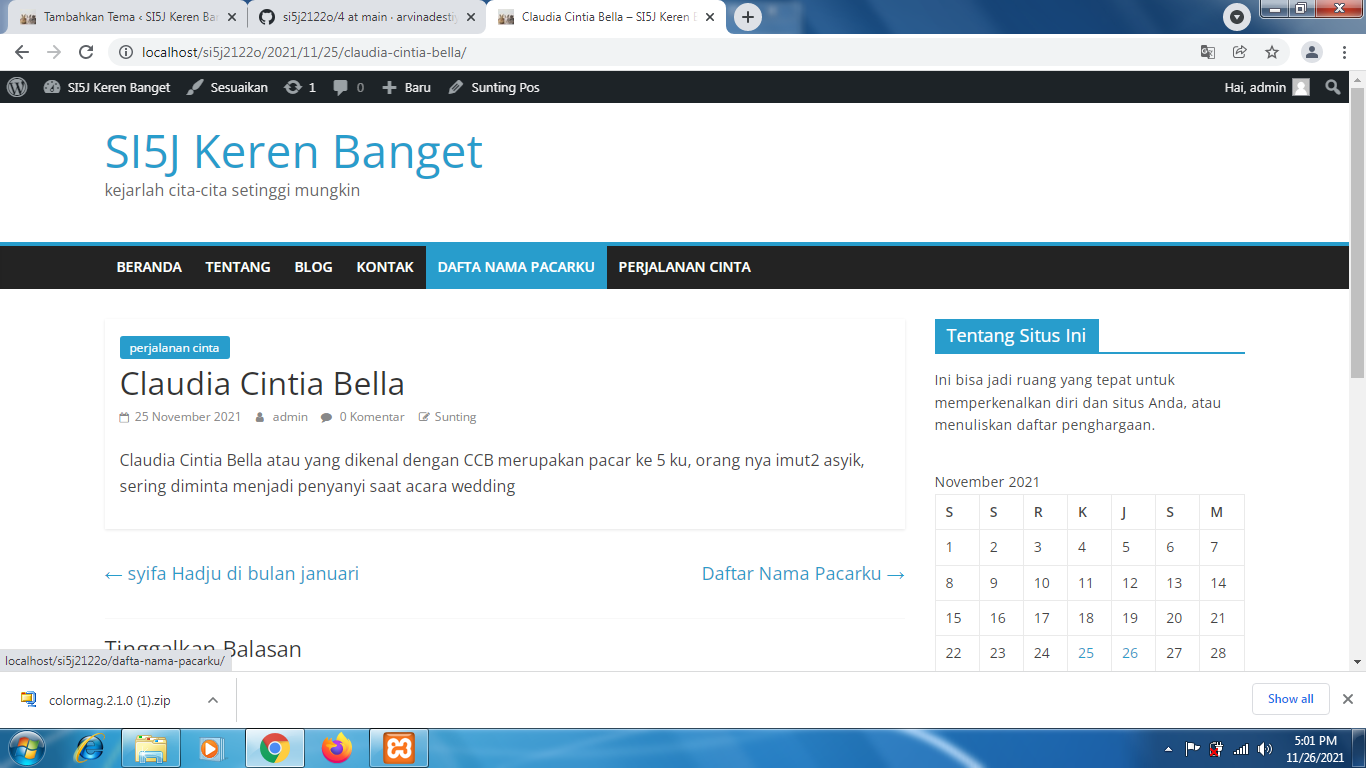 Tambahkan Tema ‹ SI5J Keren Ba
si5j2122o/4 at main · arvinadesti
Claudia Cintia Bella – SI5J Keren
localhost/si5j2122o/2021/11/25/claudia-cintia-bella/
SI5J Keren Banget
Sesuaikan
1
0
Baru
Sunting Pos
Hai, admin
SI5J Keren Banget
kejarlah cita-cita setinggi mungkin
BERANDA
TENTANG
BLOG
KONTAK
DAFTA NAMA PACARKU
PERJALANAN CINTA
perjalanan cinta
Claudia Cintia Bella
25 November 2021 admin 0 Komentar Sunting
Claudia Cintia Bella atau yang dikenal dengan CCB merupakan pacar ke 5 ku, orang nya imut2 asyik,
sering diminta menjadi penyanyi saat acara wedding
← syifa Hadju di bulan januari
Daftar Nama Pacarku →
Tinggalkan Balasan
Tentang Situs Ini
Ini bisa jadi ruang yang tepat untuk
memperkenalkan diri dan situs Anda, atau
menuliskan daftar penghargaan.
November 2021
S S R K J S M
1 2 3 4 5 6 7
8 9 10 11 12 13 14
15 16 17 18 19 20 21
22 23 24 25 26 27 28
localhost/si5j2122o/dafta-nama-pacarku/
colormag.2.1.0 (1).zip
Show all
5:01 PM
11/26/2021